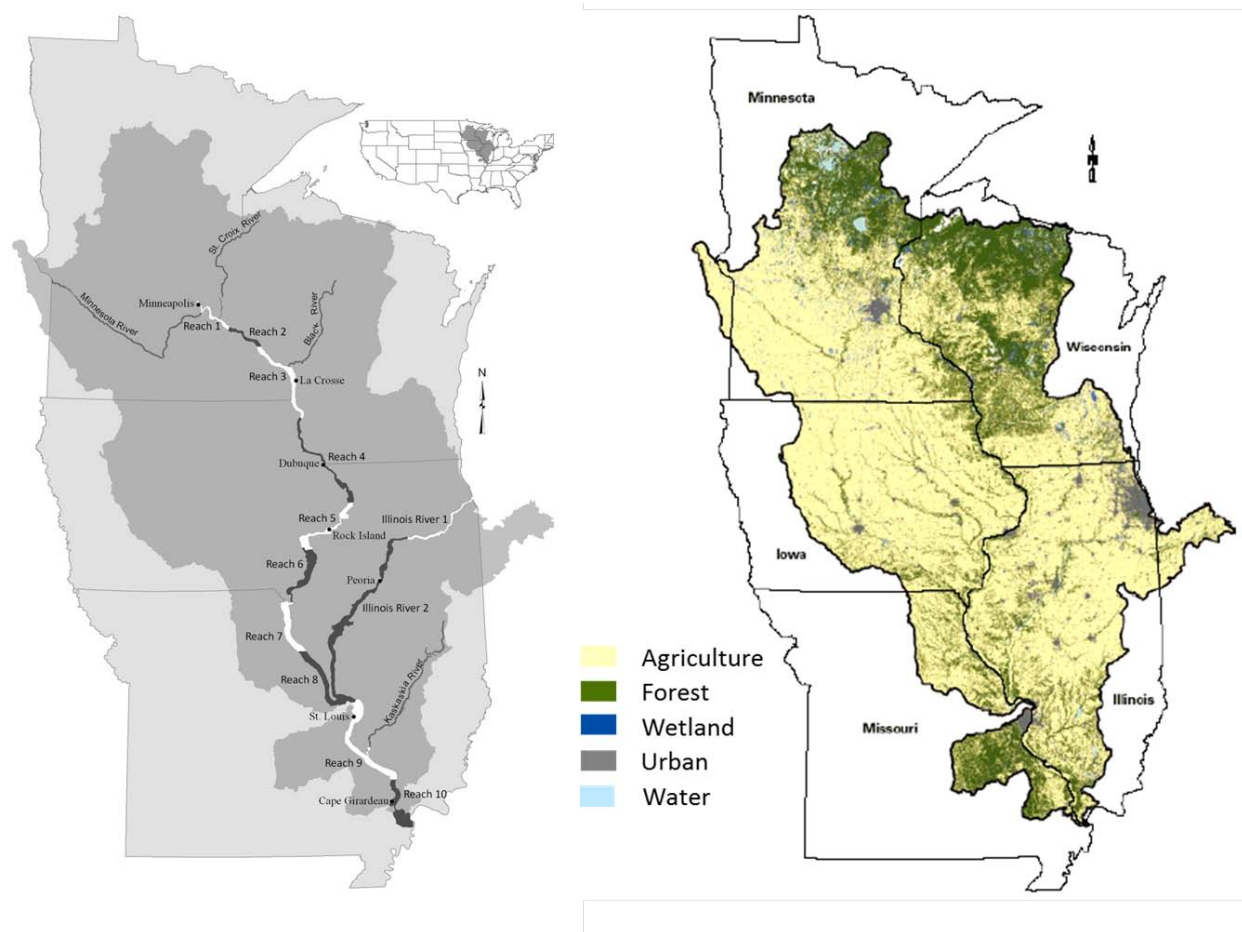 St. Croix River
Minnesota River
Minneapolis
Reach 1
Reach 2
Black River
Reach 3
La Crosse
N
Reach 4
Dubuque
Reach 5
Rock Island
Illinois River 1
Reach 6
Peoria
Illinois River 2
Reach 7
Reach 8
Kaskaskia River
St. Louis
Reach 9
Reach 10
Cape Girardeau
Minnesota
Wisconsin
Iowa
Illinois
Missouri
Agriculture
Forest
Wetland
Urban
Water